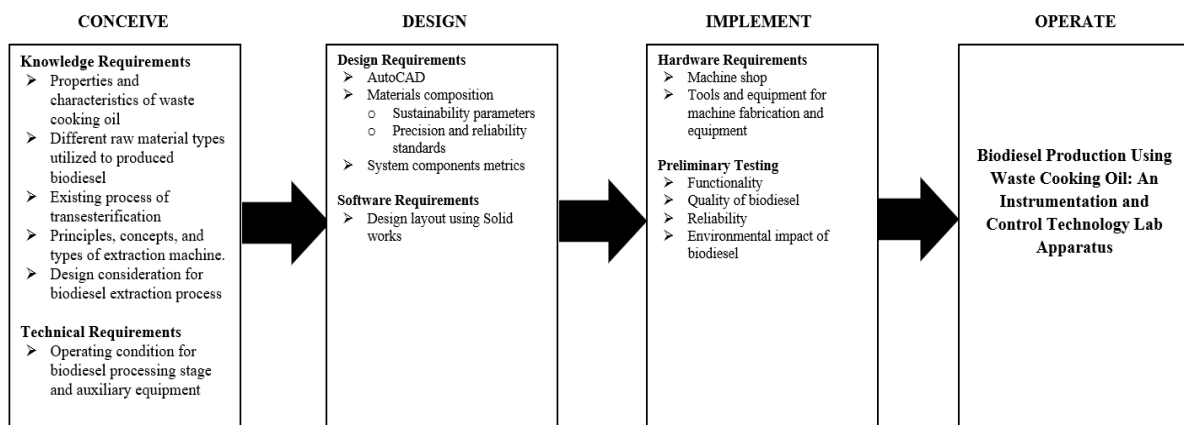 CONCEIVE
Knowledge Requirements
➢ Properties and
characteristics of waste
cooking oil
➢ Different raw material types
utilized to produced
biodiesel
➢ Existing process of
transesterification
➢ Principles, concepts, and
types of extraction machine.
➢ Design consideration for
biodiesel extraction process
Technical Requirements
➢ Operating condition for
biodiesel processing stage
and auxiliary equipment
DESIGN
Design Requirements
➢ AutoCAD
➢ Materials composition
o Sustainability parameters
o Precision and reliability
standards
➢ System components metrics
Software Requirements
➢ Design layout using Solid
works
IMPLEMENT
Hardware Requirements
➢ Machine shop
➢ Tools and equipment for
machine fabrication and
equipment
Preliminary Testing
➢ Functionality
➢ Quality of biodiesel
➢ Reliability
➢ Environmental impact of
biodiesel
OPERATE
Biodiesel Production Using
Waste Cooking Oil: An
Instrumentation and
Control Technology Lab
Apparatus